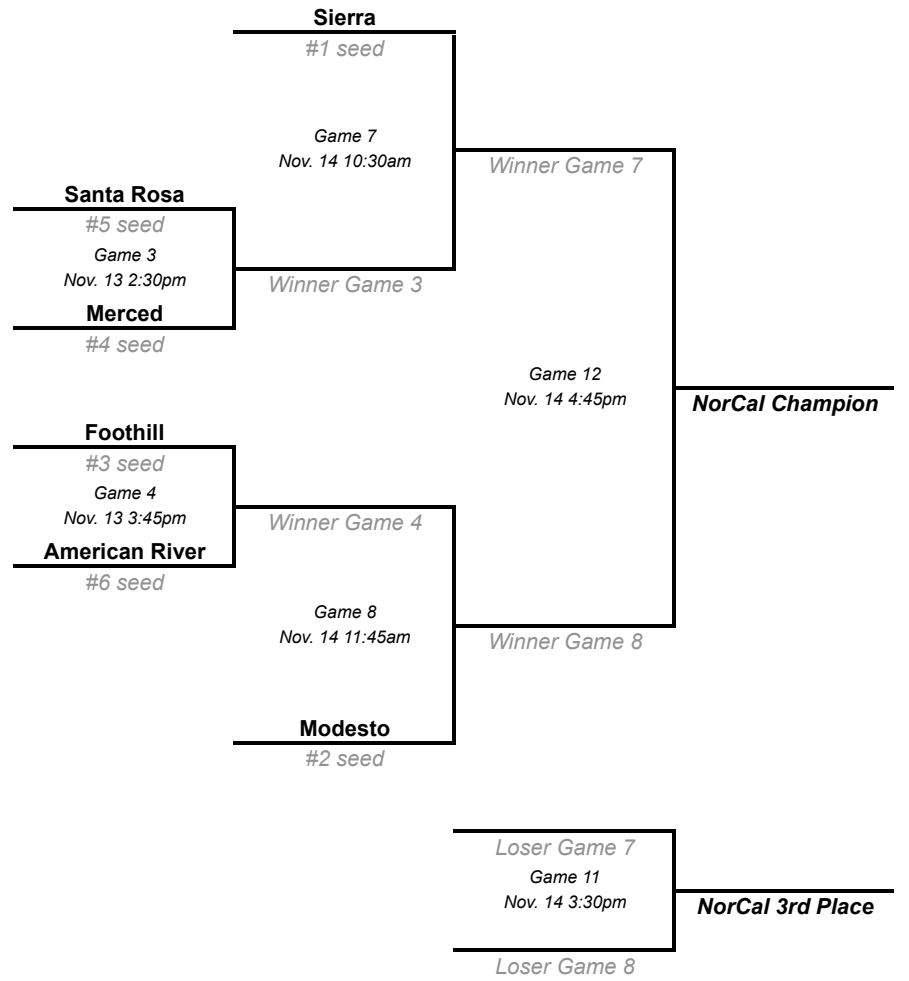 Sierra
#1 seed
Game 7
Nov. 14 10:30am
Winner Game 7
Santa Rosa
#5 seed
Game 3
Nov. 13 2:30pm
Winner Game 3
Merced
#4 seed
Game 12
Nov. 14 4:45pm
NorCal Champion
Foothill
#3 seed
Game 4
Nov. 13 3:45pm
Winner Game 4
American River
#6 seed
Game 8
Nov. 14 11:45am
Winner Game 8
Modesto
#2 seed
Loser Game 7
Game 11
Nov. 14 3:30pm
NorCal 3rd Place
Loser Game 8